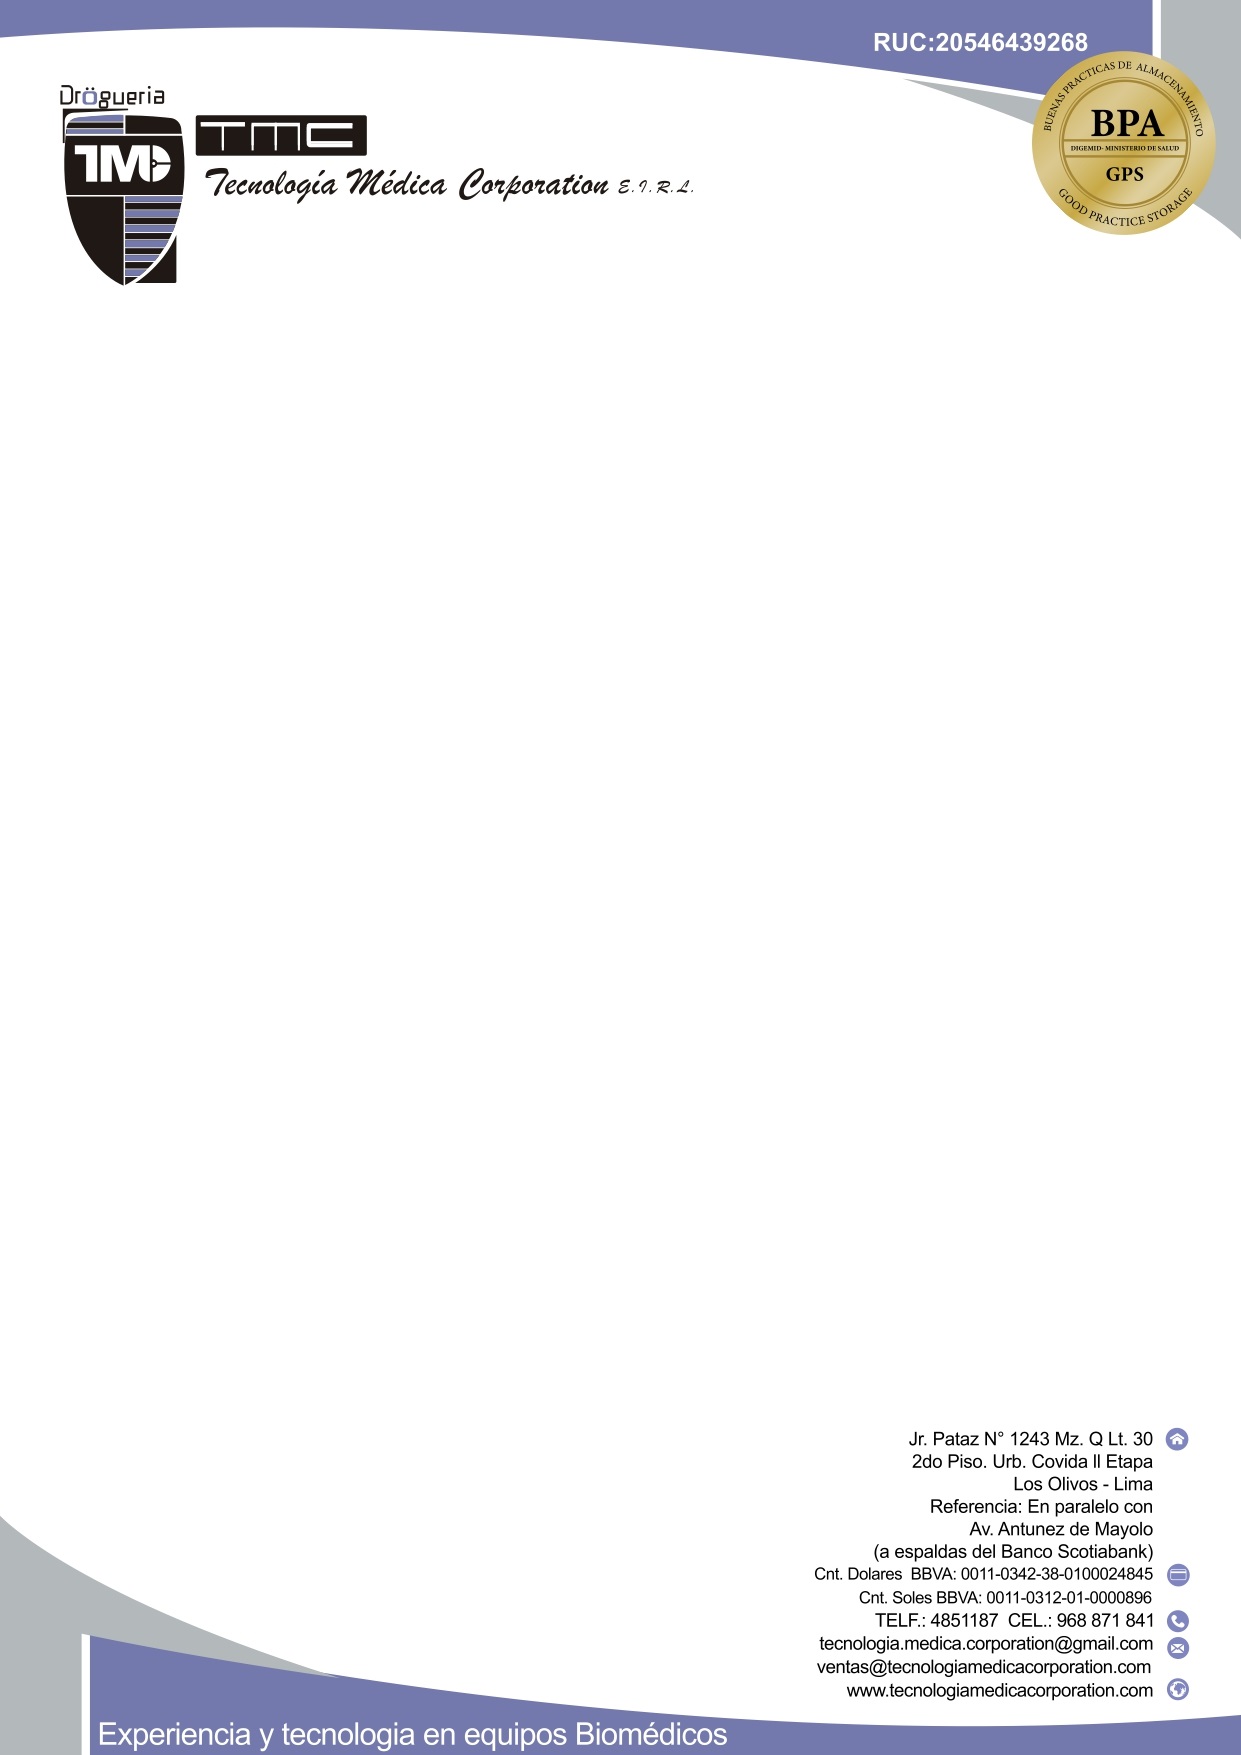 RUC:20546439268
BUENAS PRACTICAS DE ALMACENAMIENTO
BPA
DIGEMID- MINISTERIO DE SALUD
GPS
GOOD PRACTICE STORAGE
Drögueria
TMC
TMC
Tecnología Médica Corporation E.I.R.L.
Jr. Pataz N° 1243 Mz. Q Lt. 30
2do Piso. Urb. Covida ll Etapa
Los Olivos - Lima
Referencia: En paralelo con
Av. Antunez de Mayolo
(a espaldas del Banco Scotiabank)
Cnt. Dolares BBVA: 0011-0342-38-0100024845
Cnt. Soles BBVA: 0011-0312-01-0000896
TELF.: 4851187 CEL.: 968 871 841
tecnologia.medica.corporation@gmail.com
ventas@tecnologiamedicacorporation.com
www.tecnologiamedicacorporation.com
Experiencia y tecnologia en equipos Biomédicos